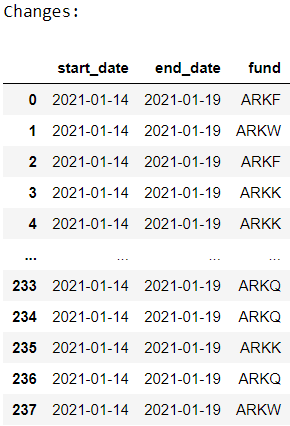 Changes:
start_date end_date fund
0 2021-01-14 2021-01-19 ARKF
1 2021-01-14 2021-01-19 ARKW
2 2021-01-14 2021-01-19 ARKF
3 2021-01-14 2021-01-19 ARKK
4 2021-01-14 2021-01-19 ARKK
... ... ... ...
233 2021-01-14 2021-01-19 ARKQ
234 2021-01-14 2021-01-19 ARKQ
235 2021-01-14 2021-01-19 ARKK
236 2021-01-14 2021-01-19 ARKQ
237 2021-01-14 2021-01-19 ARKW